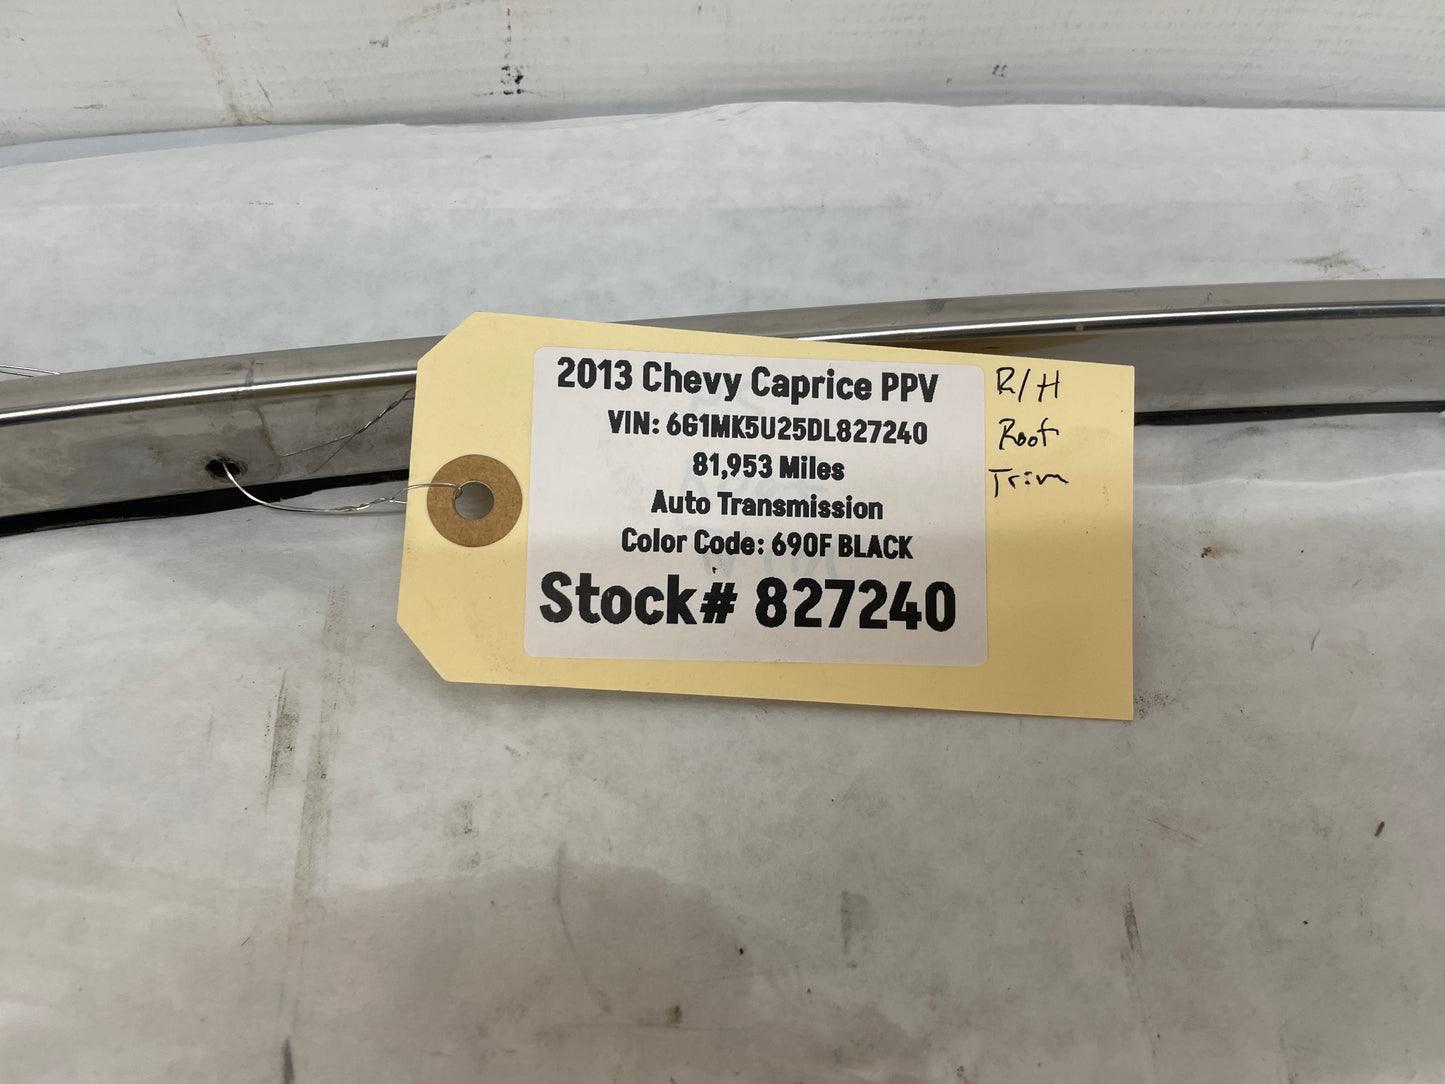 2013 Chevy Caprice PPV
VIN: 6G1MK5U25DL827240
81,953 Miles
Auto Transmission
Color Code: 690F BLACK
Stock# 827240
R/H
Roof
Trim